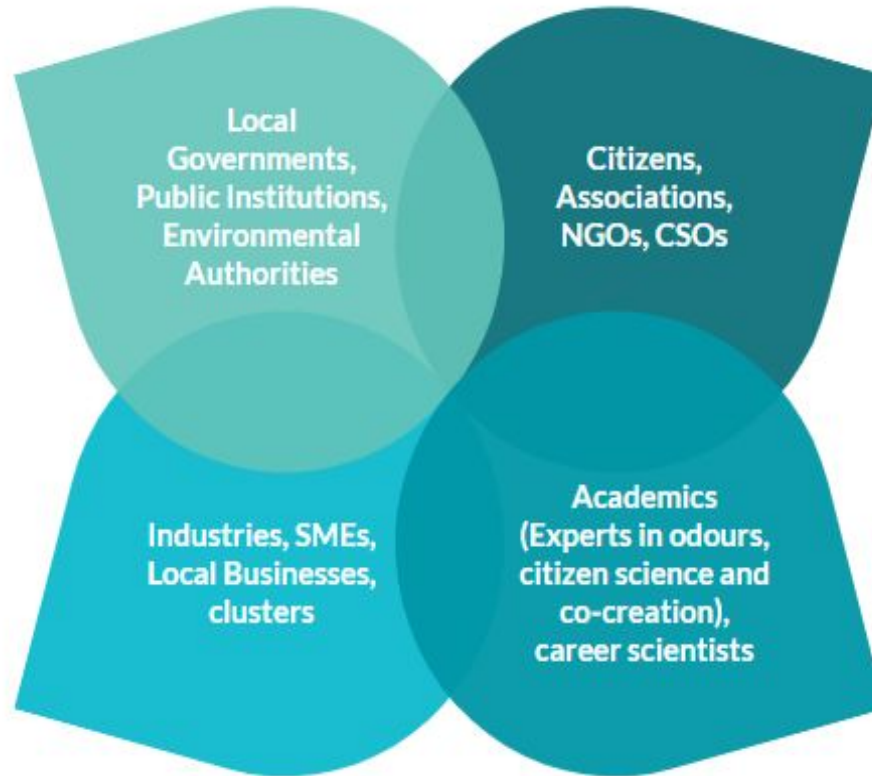 Local
Governments,
Public Institutions,
Environmental
Authorities
Citizens,
Associations,
NGOs, CSOs
Industries, SMEs,
Local Businesses,
clusters
Academics
(Experts in odours,
citizen science and
co-creation),
career scientists